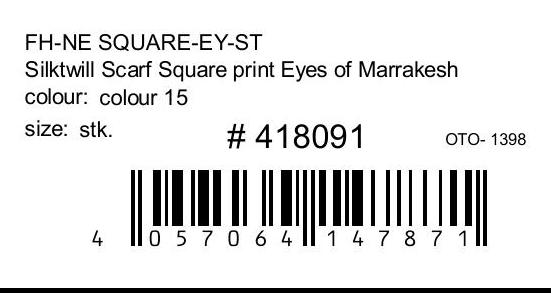 FH-NE SQUARE-EY-ST
Silktwill Scarf Square print Eyes of Marrakesh
colour: colour 15
size: stk.
# 418091
OTO- 1398
4 057064 147871